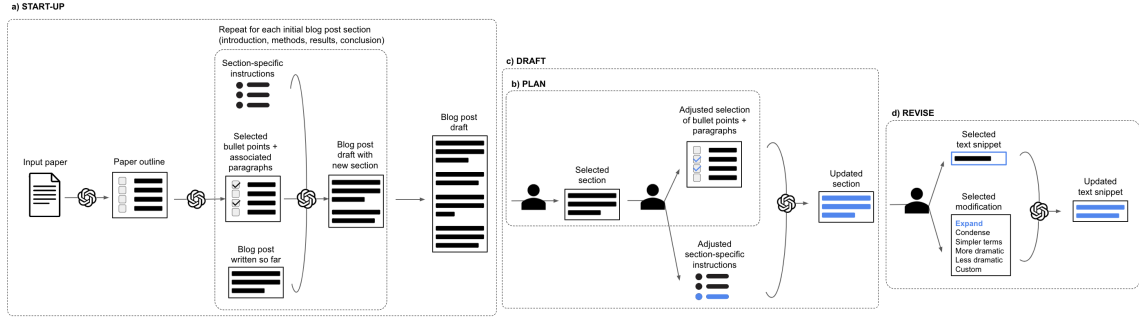 a) START-UP
Repeat for each initial blog post section
(introduction, methods, results, conclusion)
Section-specific
instructions
Input paper
Paper outline
Selected
bullet points +
associated
paragraphs
Blog post
draft with
new section
Blog post
written so far
Blog post
draft
c) DRAFT
b) PLAN
Selected
section
Adjusted selection
of bullet points +
paragraphs
Adjusted
section-specific
instructions
Updated
section
d) REVISE
Selected
text snippet
Selected
modification
Expand
Condense
Simpler terms
More dramatic
Less dramatic
Custom
Updated
text snippet